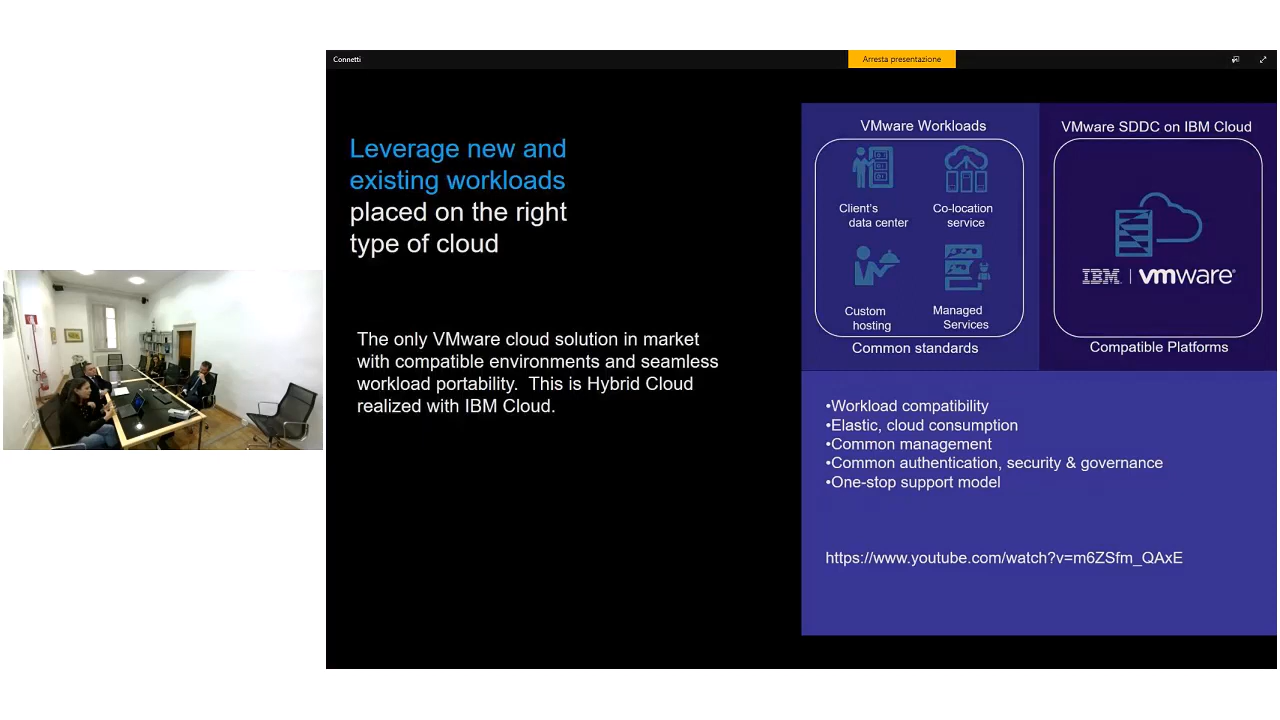 Connetti
Arresta presentazione
Leverage new and
existing workloads
placed on the right
type of cloud
The only VMware cloud solution in market
with compatible environments and seamless
workload portability.  This is Hybrid Cloud
realized with IBM Cloud.
VMware Workloads
Client's
data center
Co-location
service
Custom
hosting
Managed
Services
Common standards
VMware SDDC on IBM Cloud
IBM | vmware®
Compatible Platforms
•Workload compatibility
•Elastic, cloud consumption
•Common management
•Common authentication, security & governance
•One-stop support model
https://www.youtube.com/watch?v=m6ZSfm_QAxE